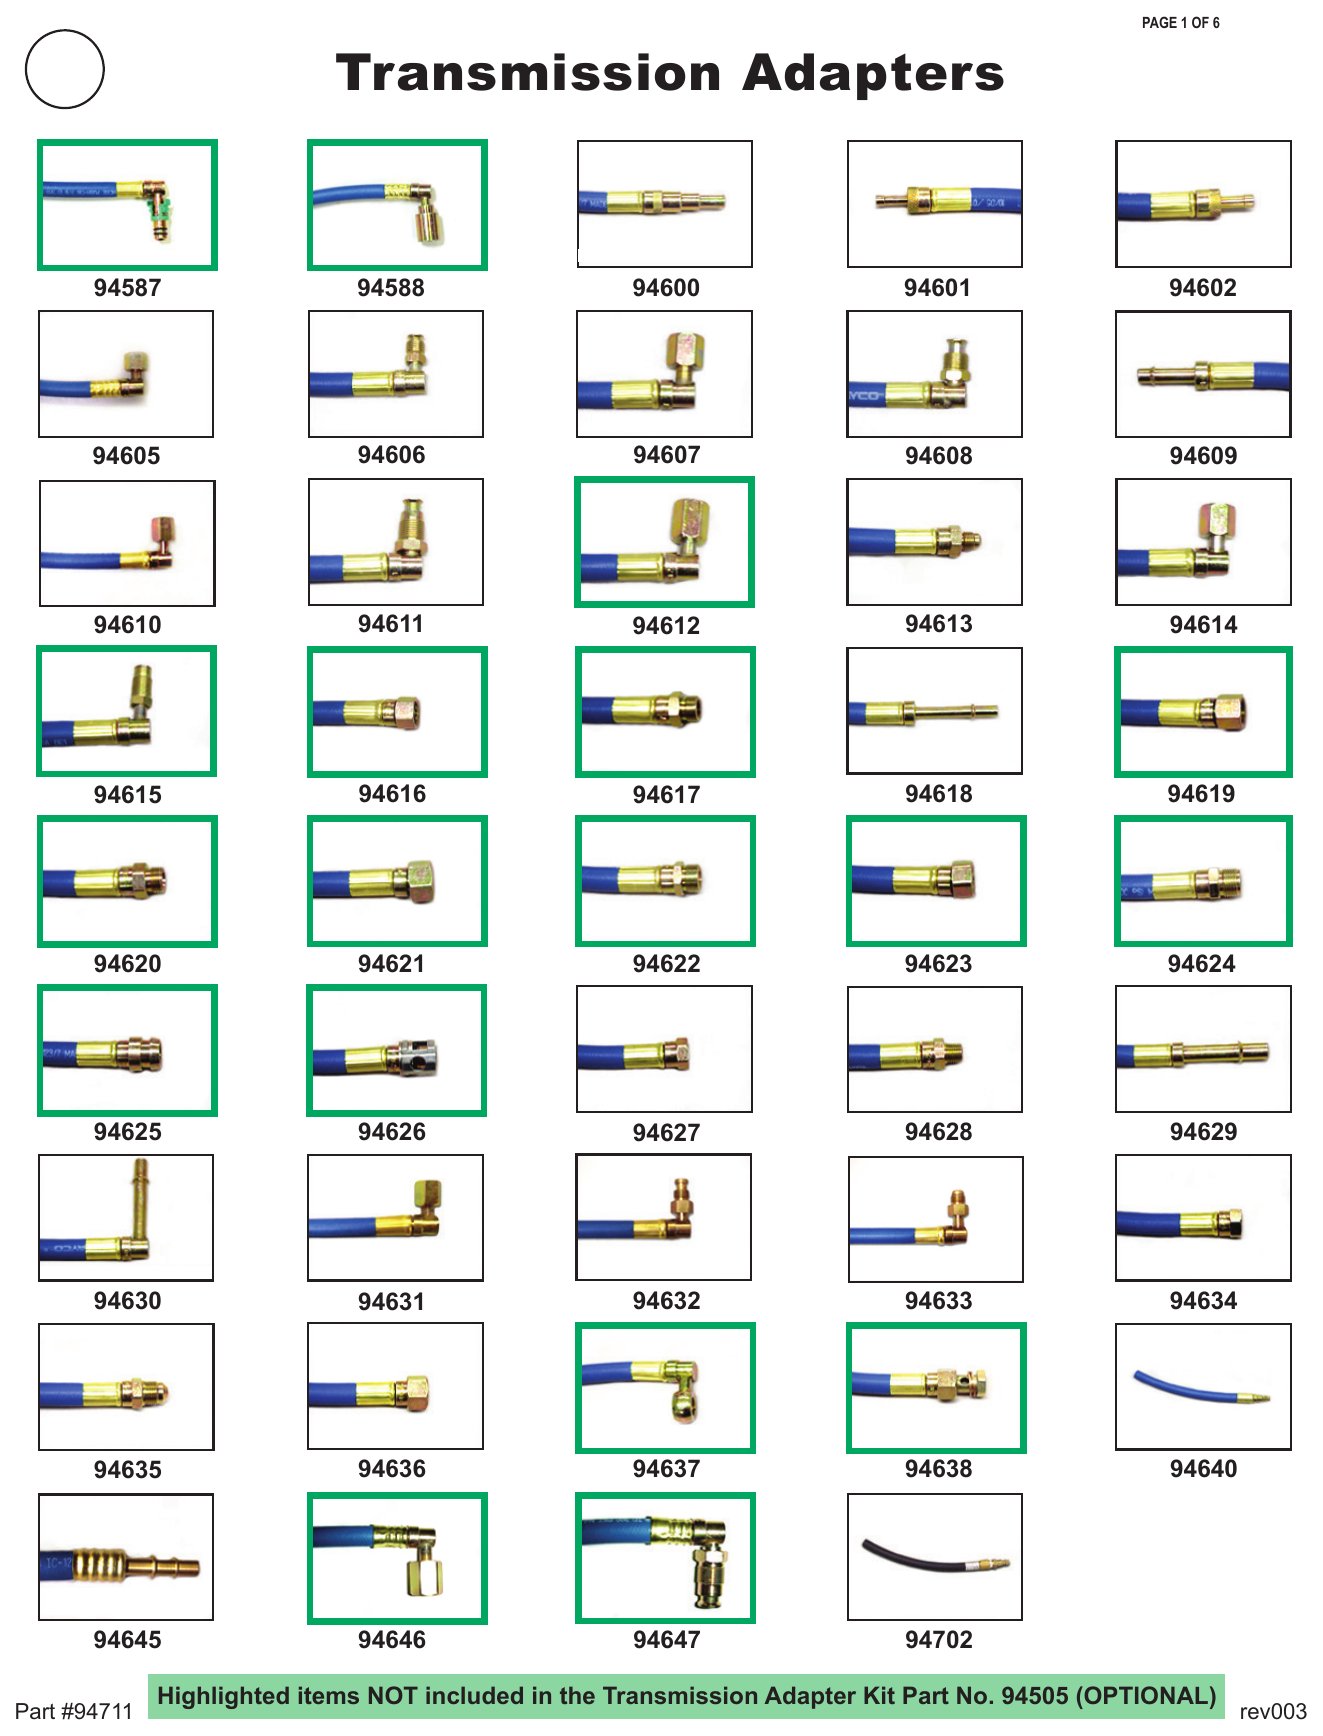 PAGE 1 OF 6
Transmission Adapters
94587 94588 94600 94601 94602
94605 94606 94607 94608 94609
94610 94611 94612 94613 94614
94615 94616 94617 94618 94619
94620 94621 94622 94623 94624
94625 94626 94627 94628 94629
94630 94631 94632 94633 94634
94635 94636 94637 94638 94640
94645 94646 94647 94702
Highlighted items NOT included in the Transmission Adapter Kit Part No. 94505 (OPTIONAL)
Part #94711 rev003